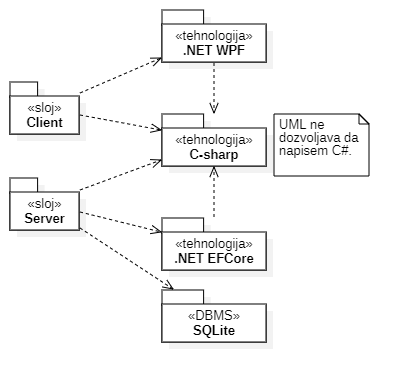 «tehnologija»
.NET WPF
«sloj»
Client
«tehnologija»
C-sharp
UML ne
dozvoljava da
napisem C#.
«sloj»
Server
«tehnologija»
.NET EFCore
«DBMS»
SQLite